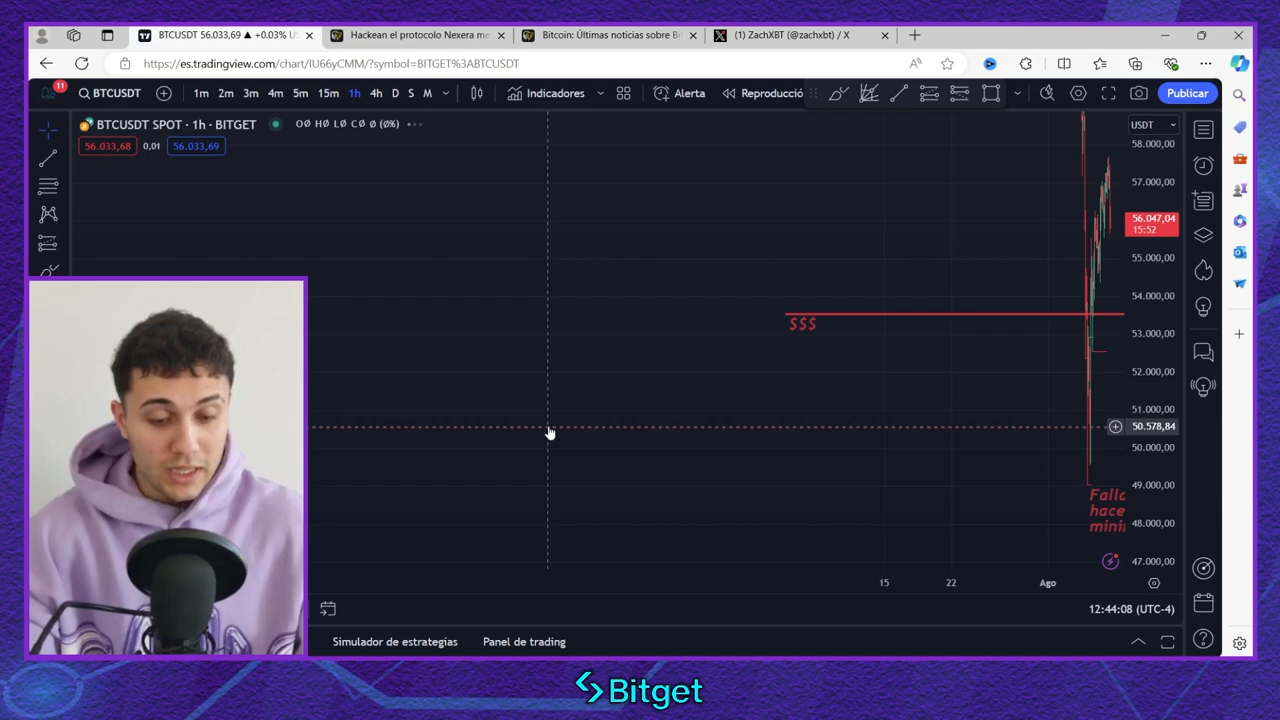 BTCUSDT 56.033,69 ▲ +0.03% U
Hackean el protocolo Nexera me
Bitcoin: Últimas noticias sobre Bi
(1) ZachXBT (@zachxbt) / X
https://es.tradingview.com/chart/IU66yCMM/?symbol=BITGET%3ABTCUSDT
11
BTCUSDT
1m 2m 3m 4m 5m 15m 1h 4h D S M
Indicadores
Alerta
Reproducció
Publicar
BTCUSDT SPOT · 1h · BITGET
O∅ H∅ L∅ C∅ ∅ (0%)
USDT
56.033,68 0,01 56.033,69
58.000,00
57.000,00
56.047,04
15:52
55.000,00
54.000,00
$$$
53.000,00
52.000,00
51.000,00
50.578,84
50.000,00
49.000,00
Fallo
hace
mini
48.000,00
47.000,00
15 22 Ago
12:44:08 (UTC-4)
Simulador de estrategias
Panel de trading
Bitget